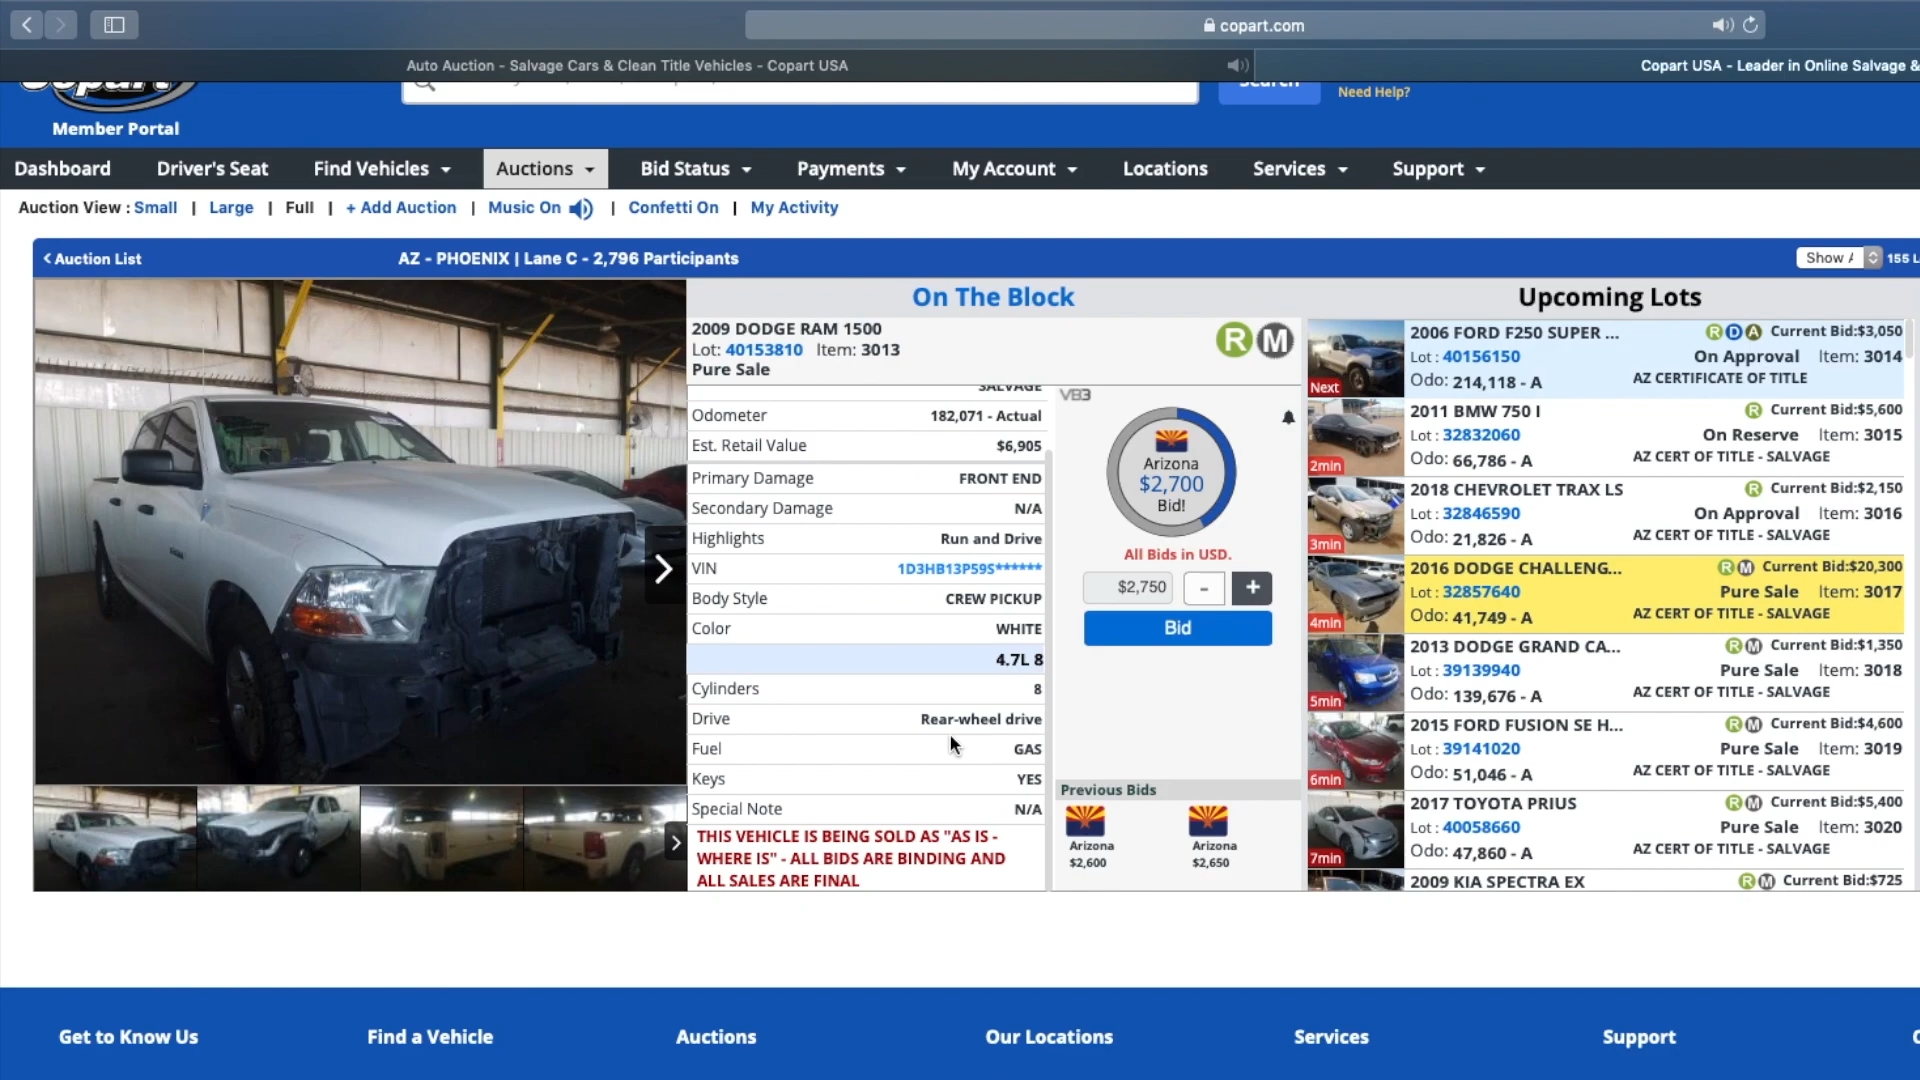 copart.com
Auto Auction - Salvage Cars & Clean Title Vehicles - Copart USA
Copart USA - Leader in Online Salvage &
Copart
Search
Need Help?
Member Portal
Dashboard Driver's Seat Find Vehicles Auctions Bid Status Payments My Account Locations Services Support
Auction View : Small | Large | Full | + Add Auction | Music On | Confetti On | My Activity
< Auction List AZ - PHOENIX | Lane C - 2,796 Participants Show 155 L
On The Block
2009 DODGE RAM 1500
Lot: 40153810 Item: 3013
Pure Sale
R M
SALVAGE
Odometer 182,071 - Actual
Est. Retail Value $6,905
Primary Damage FRONT END
Secondary Damage N/A
Highlights Run and Drive
VIN 1D3HB13P59S******
Body Style CREW PICKUP
Color WHITE
4.7L 8
Cylinders 8
Drive Rear-wheel drive
Fuel GAS
Keys YES
Special Note N/A
THIS VEHICLE IS BEING SOLD AS "AS IS -
WHERE IS" - ALL BIDS ARE BINDING AND
ALL SALES ARE FINAL
VB3
Arizona
$2,700
Bid!
All Bids in USD.
$2,750 - +
Bid
Previous Bids
Arizona Arizona
$2,600 $2,650
Upcoming Lots
2006 FORD F250 SUPER ... R D A Current Bid:$3,050
Lot : 40156150 On Approval Item: 3014
Next Odo: 214,118 - A AZ CERTIFICATE OF TITLE
2011 BMW 750 I R Current Bid:$5,600
Lot : 32832060 On Reserve Item: 3015
2min Odo: 66,786 - A AZ CERT OF TITLE - SALVAGE
2018 CHEVROLET TRAX LS R Current Bid:$2,150
Lot : 32846590 On Approval Item: 3016
3min Odo: 21,826 - A AZ CERT OF TITLE - SALVAGE
2016 DODGE CHALLENG... R M Current Bid:$20,300
Lot : 32857640 Pure Sale Item: 3017
4min Odo: 41,749 - A AZ CERT OF TITLE - SALVAGE
2013 DODGE GRAND CA... R M Current Bid:$1,350
Lot : 39139940 Pure Sale Item: 3018
5min Odo: 139,676 - A AZ CERT OF TITLE - SALVAGE
2015 FORD FUSION SE H... R M Current Bid:$4,600
Lot : 39141020 Pure Sale Item: 3019
6min Odo: 51,046 - A AZ CERT OF TITLE - SALVAGE
2017 TOYOTA PRIUS R M Current Bid:$5,400
Lot : 40058660 Pure Sale Item: 3020
7min Odo: 47,860 - A AZ CERT OF TITLE - SALVAGE
2009 KIA SPECTRA EX R M Current Bid:$725
Get to Know Us Find a Vehicle Auctions Our Locations Services Support